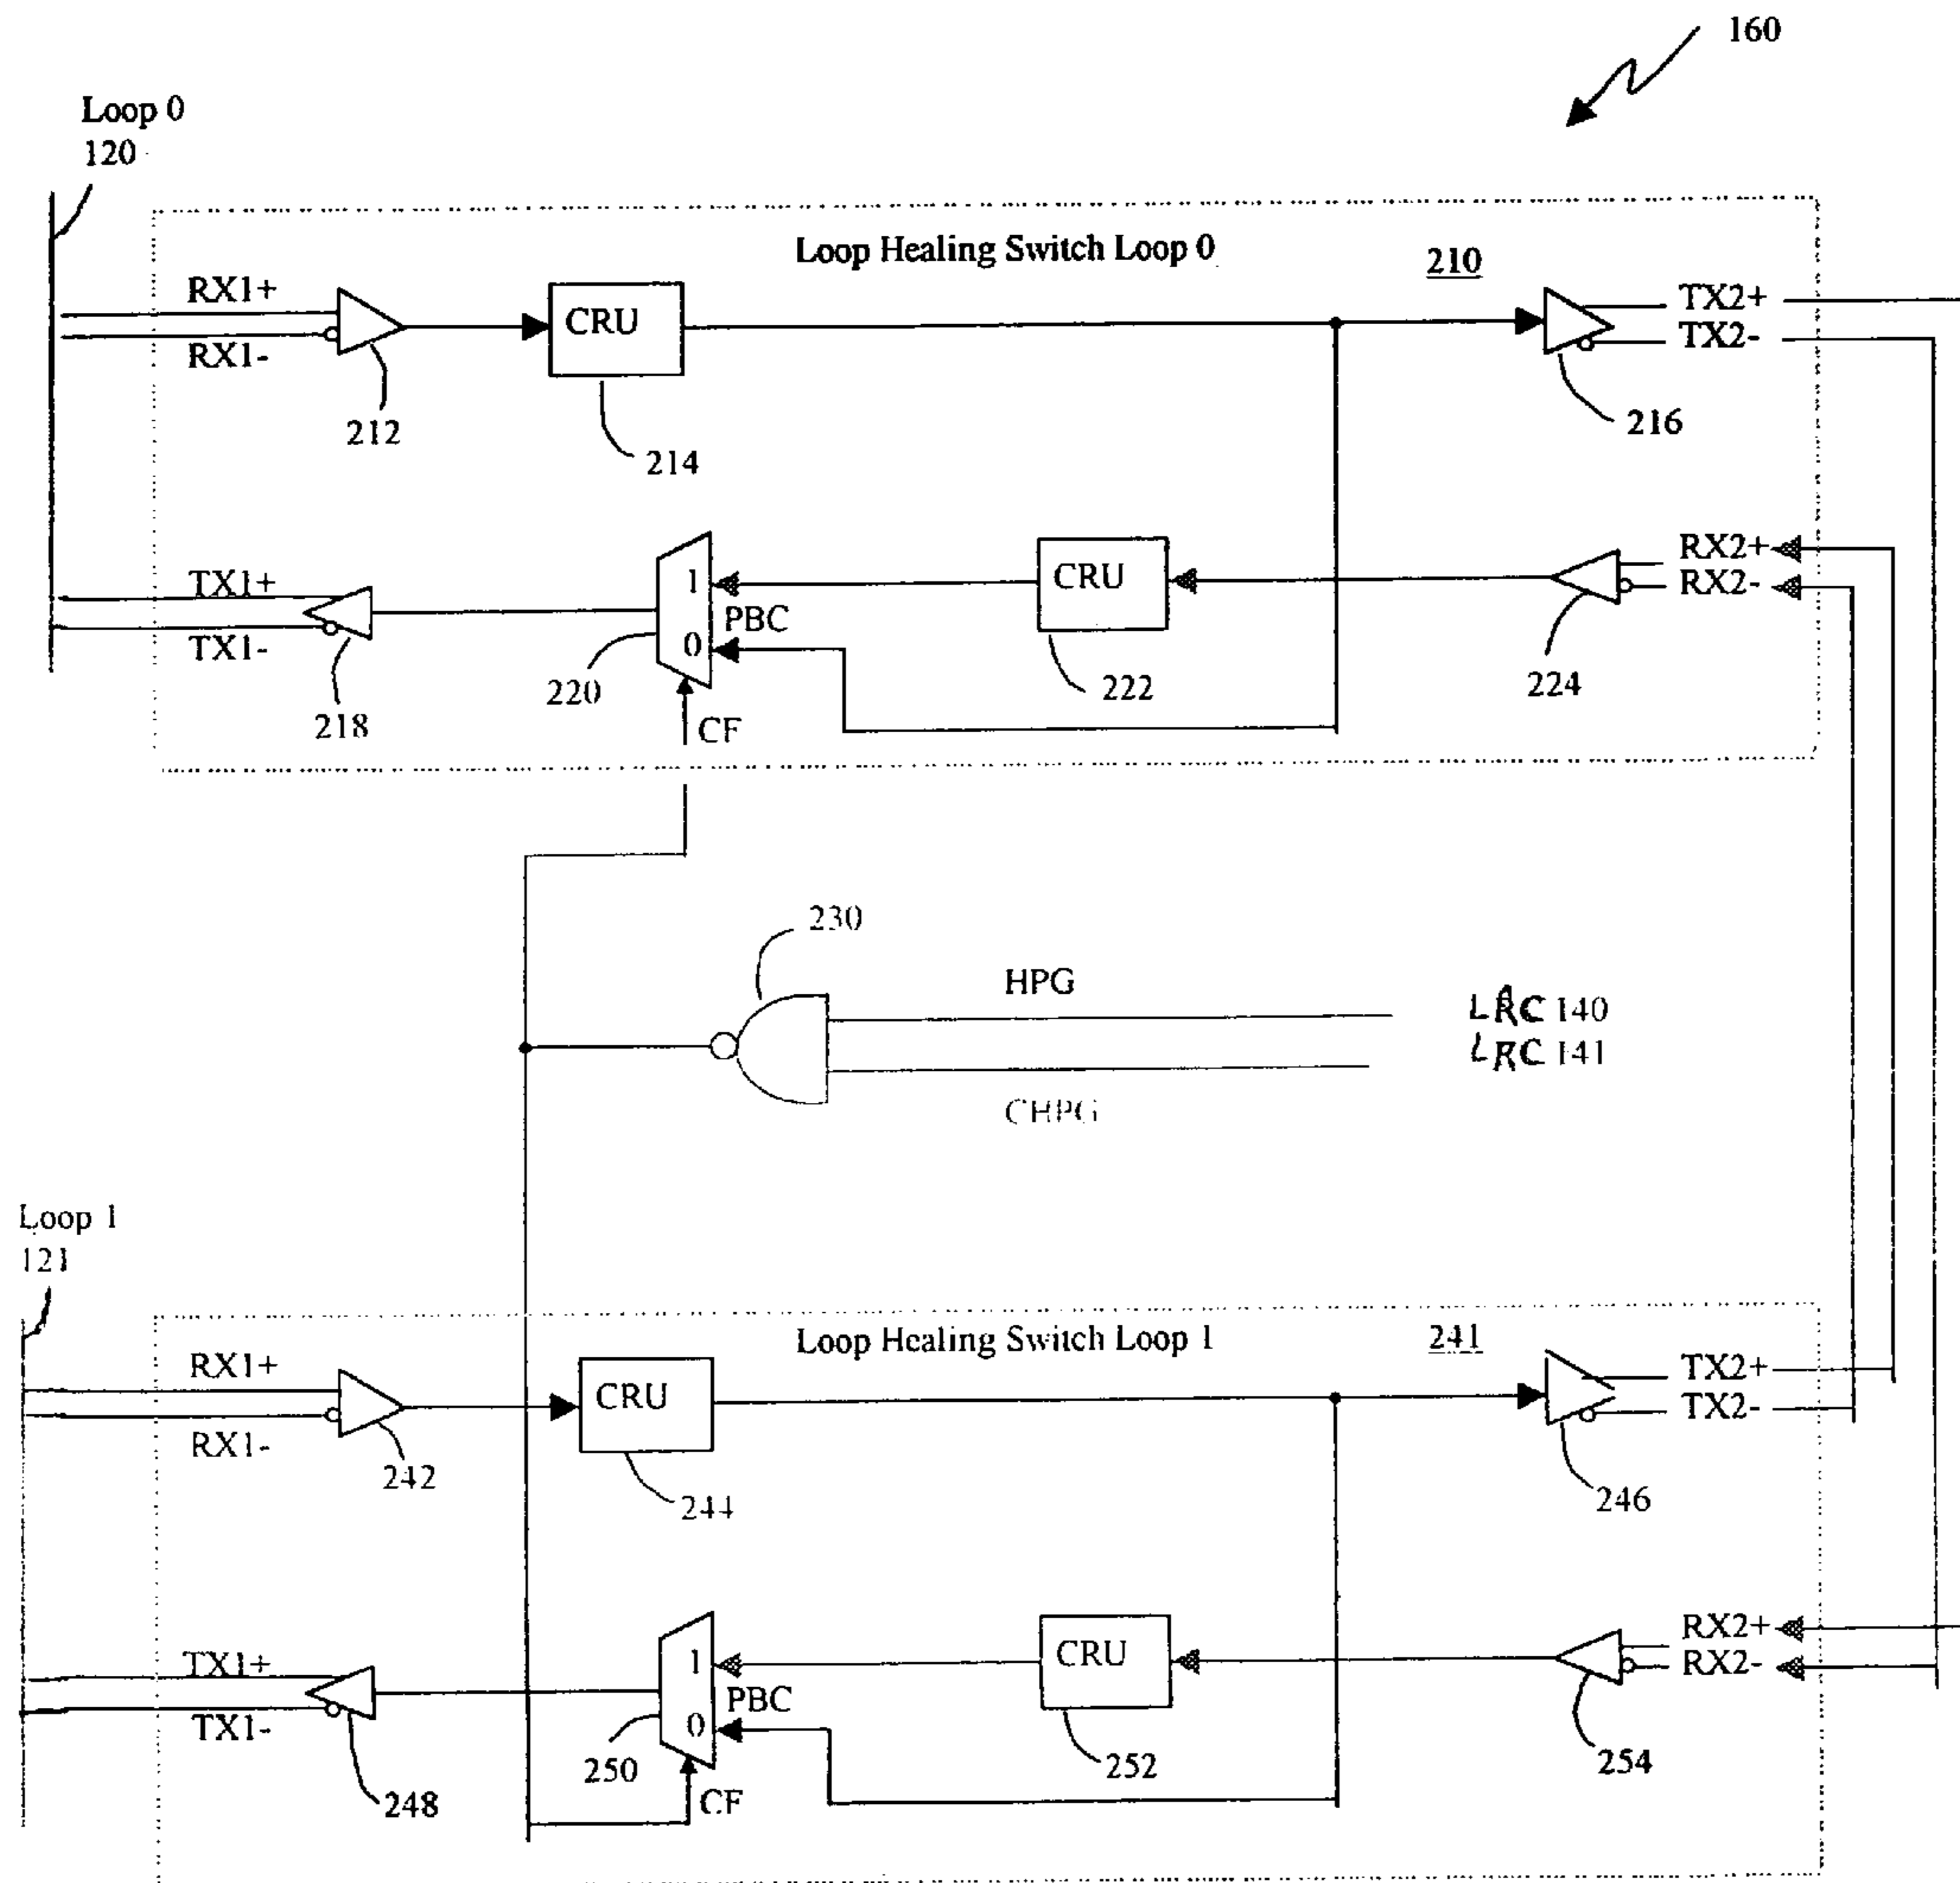 160
Loop 0
120
Loop Healing Switch Loop 0
210
RX1+
RX1-
212
CRU
214
TX2+
TX2-
216
TX1+
TX1-
218
1
PBC
0
220
CF
CRU
222
RX2+
RX2-
224
230
HPG
LRC 140
LRC 141
CHPG
Loop 1
121
Loop Healing Switch Loop 1
241
RX1+
RX1-
242
CRU
244
TX2+
TX2-
246
TX1+
TX1-
248
1
PBC
0
250
CF
CRU
252
RX2+
RX2-
254